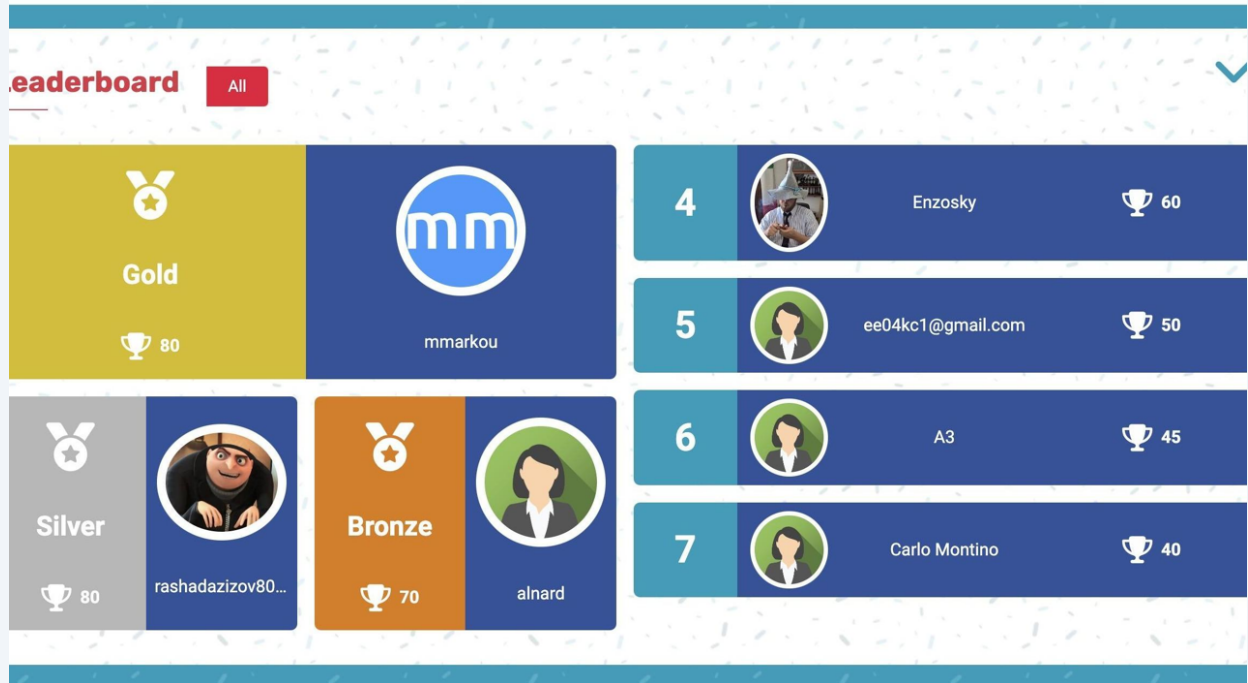 Leaderboard
All
Gold
80
mm
mmarkou
Silver
80
rashadazizov80...
Bronze
70
alnard
4
Enzosky
60
5
ee04kc1@gmail.com
50
6
A3
45
7
Carlo Montino
40